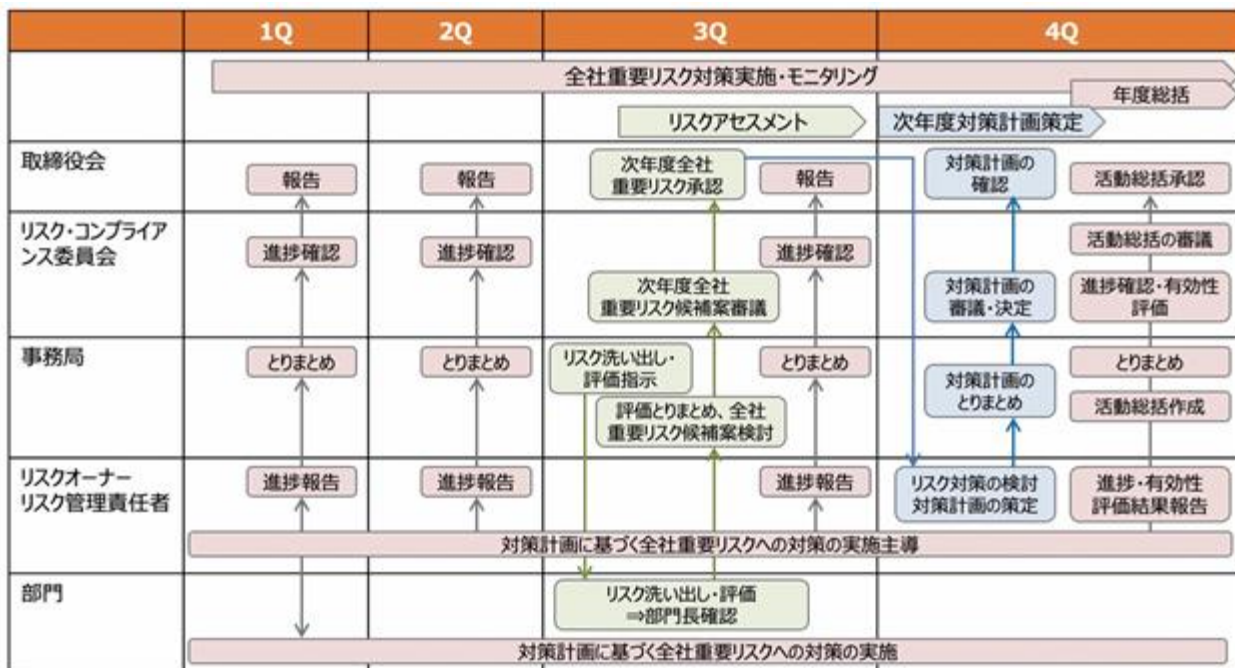 1Q
2Q
3Q
4Q
全社重要リスク対策実施・モニタリング
年度総括
リスクアセスメント
次年度対策計画策定
取締役会
報告
報告
次年度全社
重要リスク承認
報告
対策計画の
確認
活動総括承認
リスク・コンプライア
ンス委員会
進捗確認
進捗確認
進捗確認
活動総括の審議
次年度全社
重要リスク候補案審議
対策計画の
審議・決定
進捗確認・有効性
評価
事務局
とりまとめ
とりまとめ
リスク洗い出し・
評価指示
とりまとめ
とりまとめ
対策計画の
とりまとめ
評価とりまとめ、全社
重要リスク候補案検討
活動総括作成
リスクオーナー
リスク管理責任者
進捗報告
進捗報告
進捗報告
リスク対策の検討
対策計画の策定
進捗・有効性
評価結果報告
対策計画に基づく全社重要リスクへの対策の実施主導
部門
リスク洗い出し・評価
⇒部門長確認
対策計画に基づく全社重要リスクへの対策の実施